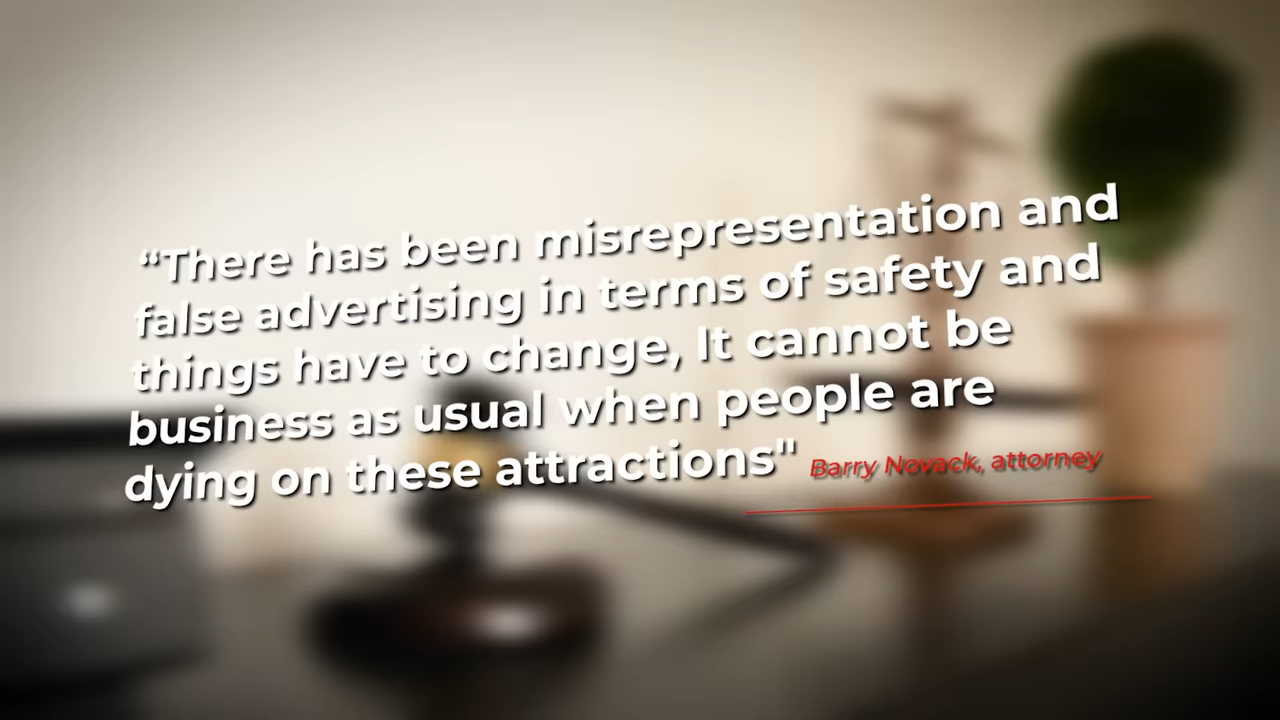 “There has been misrepresentation and
false advertising in terms of safety and
things have to change, It cannot be
business as usual when people are
dying on these attractions" Barry Novack, attorney